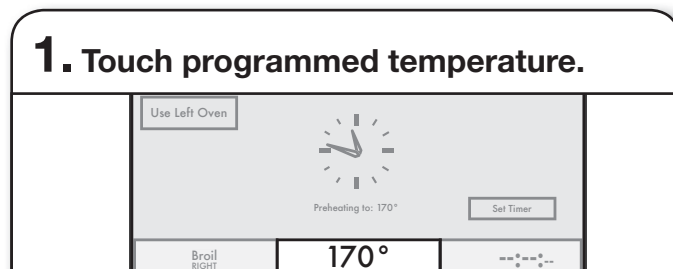 1. Touch programmed temperature.
Use Left Oven
Preheating to: 170°
Set Timer
Broil
RIGHT
170°
--:--:--